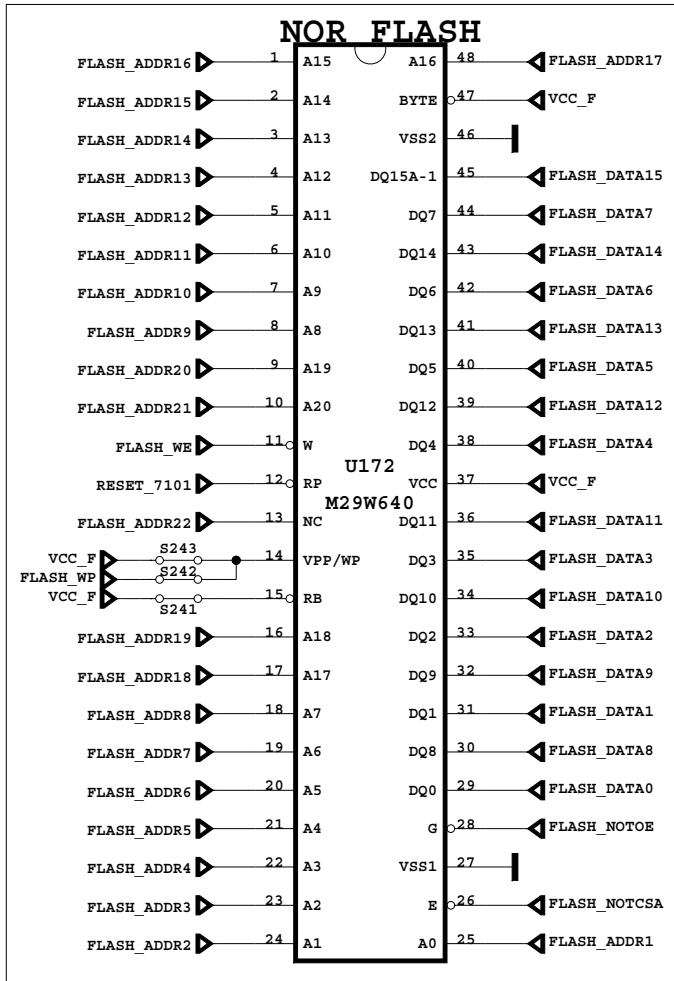 NOR FLASH
FLASH_ADDR16 1 A15 A16 48 FLASH_ADDR17
FLASH_ADDR15 2 A14 BYTE 47 VCC_F
FLASH_ADDR14 3 A13 VSS2 46
FLASH_ADDR13 4 A12 DQ15A-1 45 FLASH_DATA15
FLASH_ADDR12 5 A11 DQ7 44 FLASH_DATA7
FLASH_ADDR11 6 A10 DQ14 43 FLASH_DATA14
FLASH_ADDR10 7 A9 DQ6 42 FLASH_DATA6
FLASH_ADDR9 8 A8 DQ13 41 FLASH_DATA13
FLASH_ADDR20 9 A19 DQ5 40 FLASH_DATA5
FLASH_ADDR21 10 A20 DQ12 39 FLASH_DATA12
FLASH_WE 11 W DQ4 38 FLASH_DATA4
U172
RESET_7101 12 RP VCC 37 VCC_F
M29W640
FLASH_ADDR22 13 NC DQ11 36 FLASH_DATA11
VCC_F S243 14 VPP/WP DQ3 35 FLASH_DATA3
FLASH_WP S242
VCC_F S241 15 RB DQ10 34 FLASH_DATA10
FLASH_ADDR19 16 A18 DQ2 33 FLASH_DATA2
FLASH_ADDR18 17 A17 DQ9 32 FLASH_DATA9
FLASH_ADDR8 18 A7 DQ1 31 FLASH_DATA1
FLASH_ADDR7 19 A6 DQ8 30 FLASH_DATA8
FLASH_ADDR6 20 A5 DQ0 29 FLASH_DATA0
FLASH_ADDR5 21 A4 G 28 FLASH_NOTOE
FLASH_ADDR4 22 A3 VSS1 27
FLASH_ADDR3 23 A2 E 26 FLASH_NOTCSA
FLASH_ADDR2 24 A1 A0 25 FLASH_ADDR1